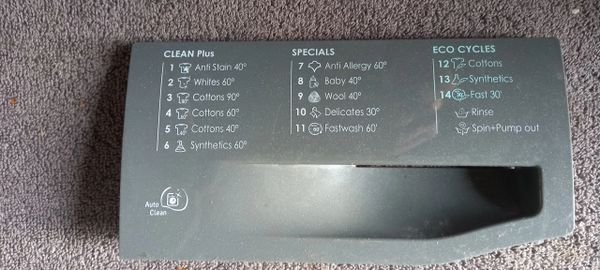 CLEAN Plus
1 Anti Stain 40°
2 Whites 60°
3 Cottons 90°
4 Cottons 60°
5 Cottons 40°
6 Synthetics 60°
SPECIALS
7 Anti Allergy 60°
8 Baby 40°
9 Wool 40°
10 Delicates 30°
11 Fastwash 60'
ECO CYCLES
12 Cottons
13 Synthetics
14 Fast 30'
Rinse
Spin+Pump out
Auto
Clean